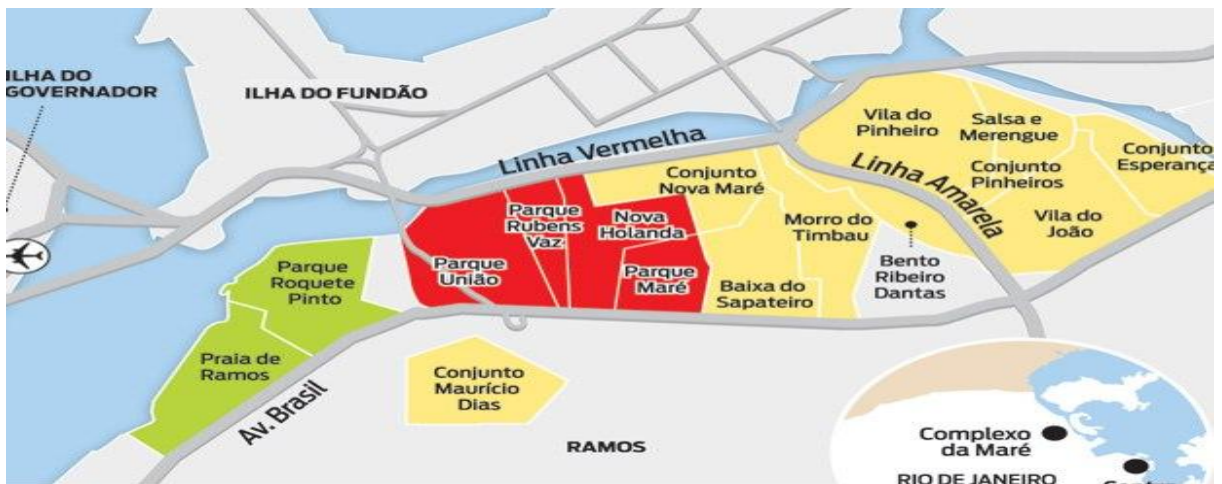 ILHA DO
GOVERNADOR
ILHA DO FUNDÃO
Linha Vermelha
Vila do
Pinheiro
Salsa e
Merengue
Conjunto
Esperança
Conjunto
Pinheiros
Linha Amarela
Vila do
João
Conjunto
Nova Maré
Parque
Rubens
Vaz
Nova
Holanda
Morro do
Timbau
Parque
União
Parque
Maré
Baixa do
Sapateiro
Bento
Ribeiro
Dantas
Parque
Roquete
Pinto
Praia de
Ramos
Av. Brasil
Conjunto
Maurício
Dias
RAMOS
Complexo
da Maré
RIO DE JANEIRO